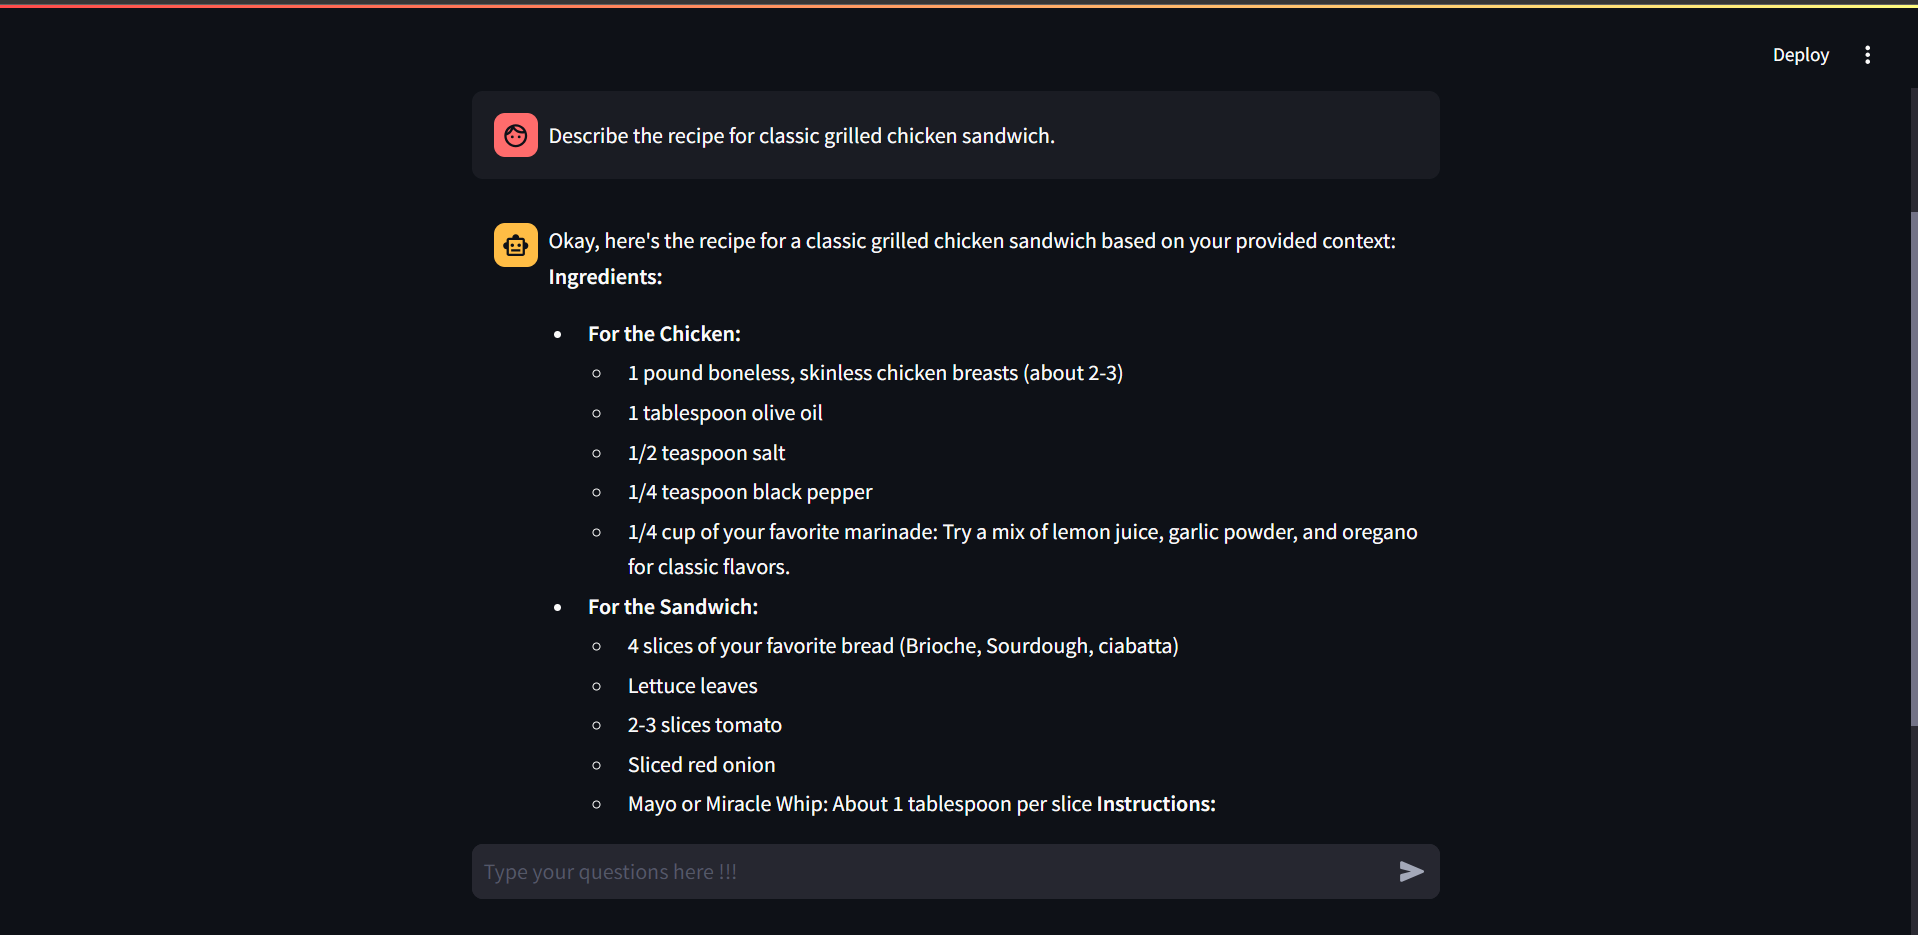 Deploy
Describe the recipe for classic grilled chicken sandwich.
Okay, here's the recipe for a classic grilled chicken sandwich based on your provided context:
Ingredients:
For the Chicken:
1 pound boneless, skinless chicken breasts (about 2-3)
1 tablespoon olive oil
1/2 teaspoon salt
1/4 teaspoon black pepper
1/4 cup of your favorite marinade: Try a mix of lemon juice, garlic powder, and oregano
for classic flavors.
For the Sandwich:
4 slices of your favorite bread (Brioche, Sourdough, ciabatta)
Lettuce leaves
2-3 slices tomato
Sliced red onion
Mayo or Miracle Whip: About 1 tablespoon per slice Instructions:
Type your questions here !!!